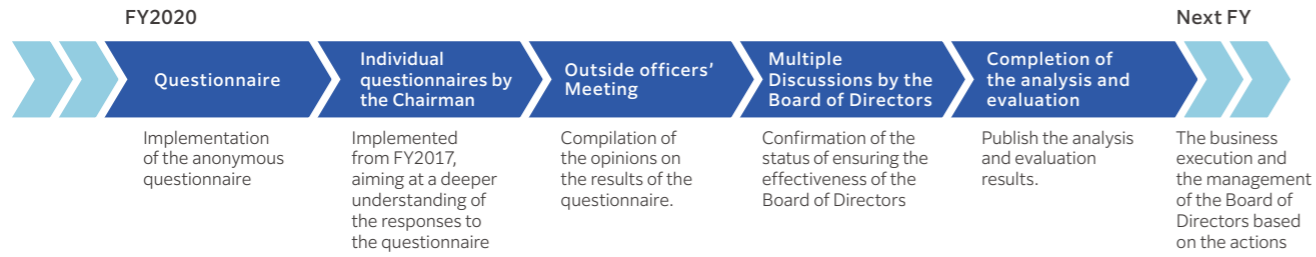 FY2020
Next FY
Questionnaire
Individual
questionnaires by
the Chairman
Outside officers'
Meeting
Multiple
Discussions by the
Board of Directors
Completion of
the analysis and
evaluation
Implementation
of the anonymous
questionnaire
Implemented
from FY2017,
aiming at a deeper
understanding of
the responses to
the questionnaire
Compilation of
the opinions on
the results of the
questionnaire.
Confirmation of the
status of ensuring the
effectiveness of the
Board of Directors
Publish the analysis
and evaluation
results.
The business
execution and
the management
of the Board of
Directors based
on the actions